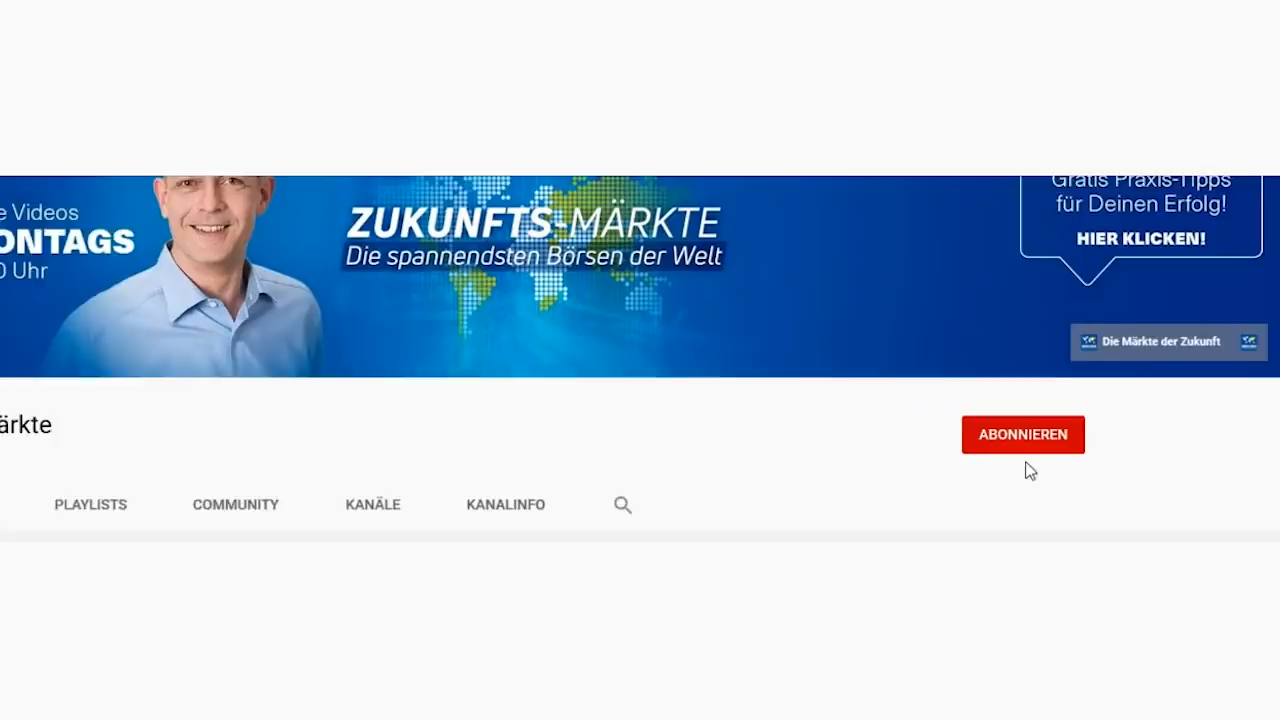 e Videos
ONTAGS
0 Uhr
ZUKUNFTS-MÄRKTE
Die spannendsten Börsen der Welt
Gratis Praxis-Tipps
für Deinen Erfolg!
HIER KLICKEN!
Die Märkte der Zukunft
ärkte
ABONNIEREN
PLAYLISTS
COMMUNITY
KANÄLE
KANALINFO